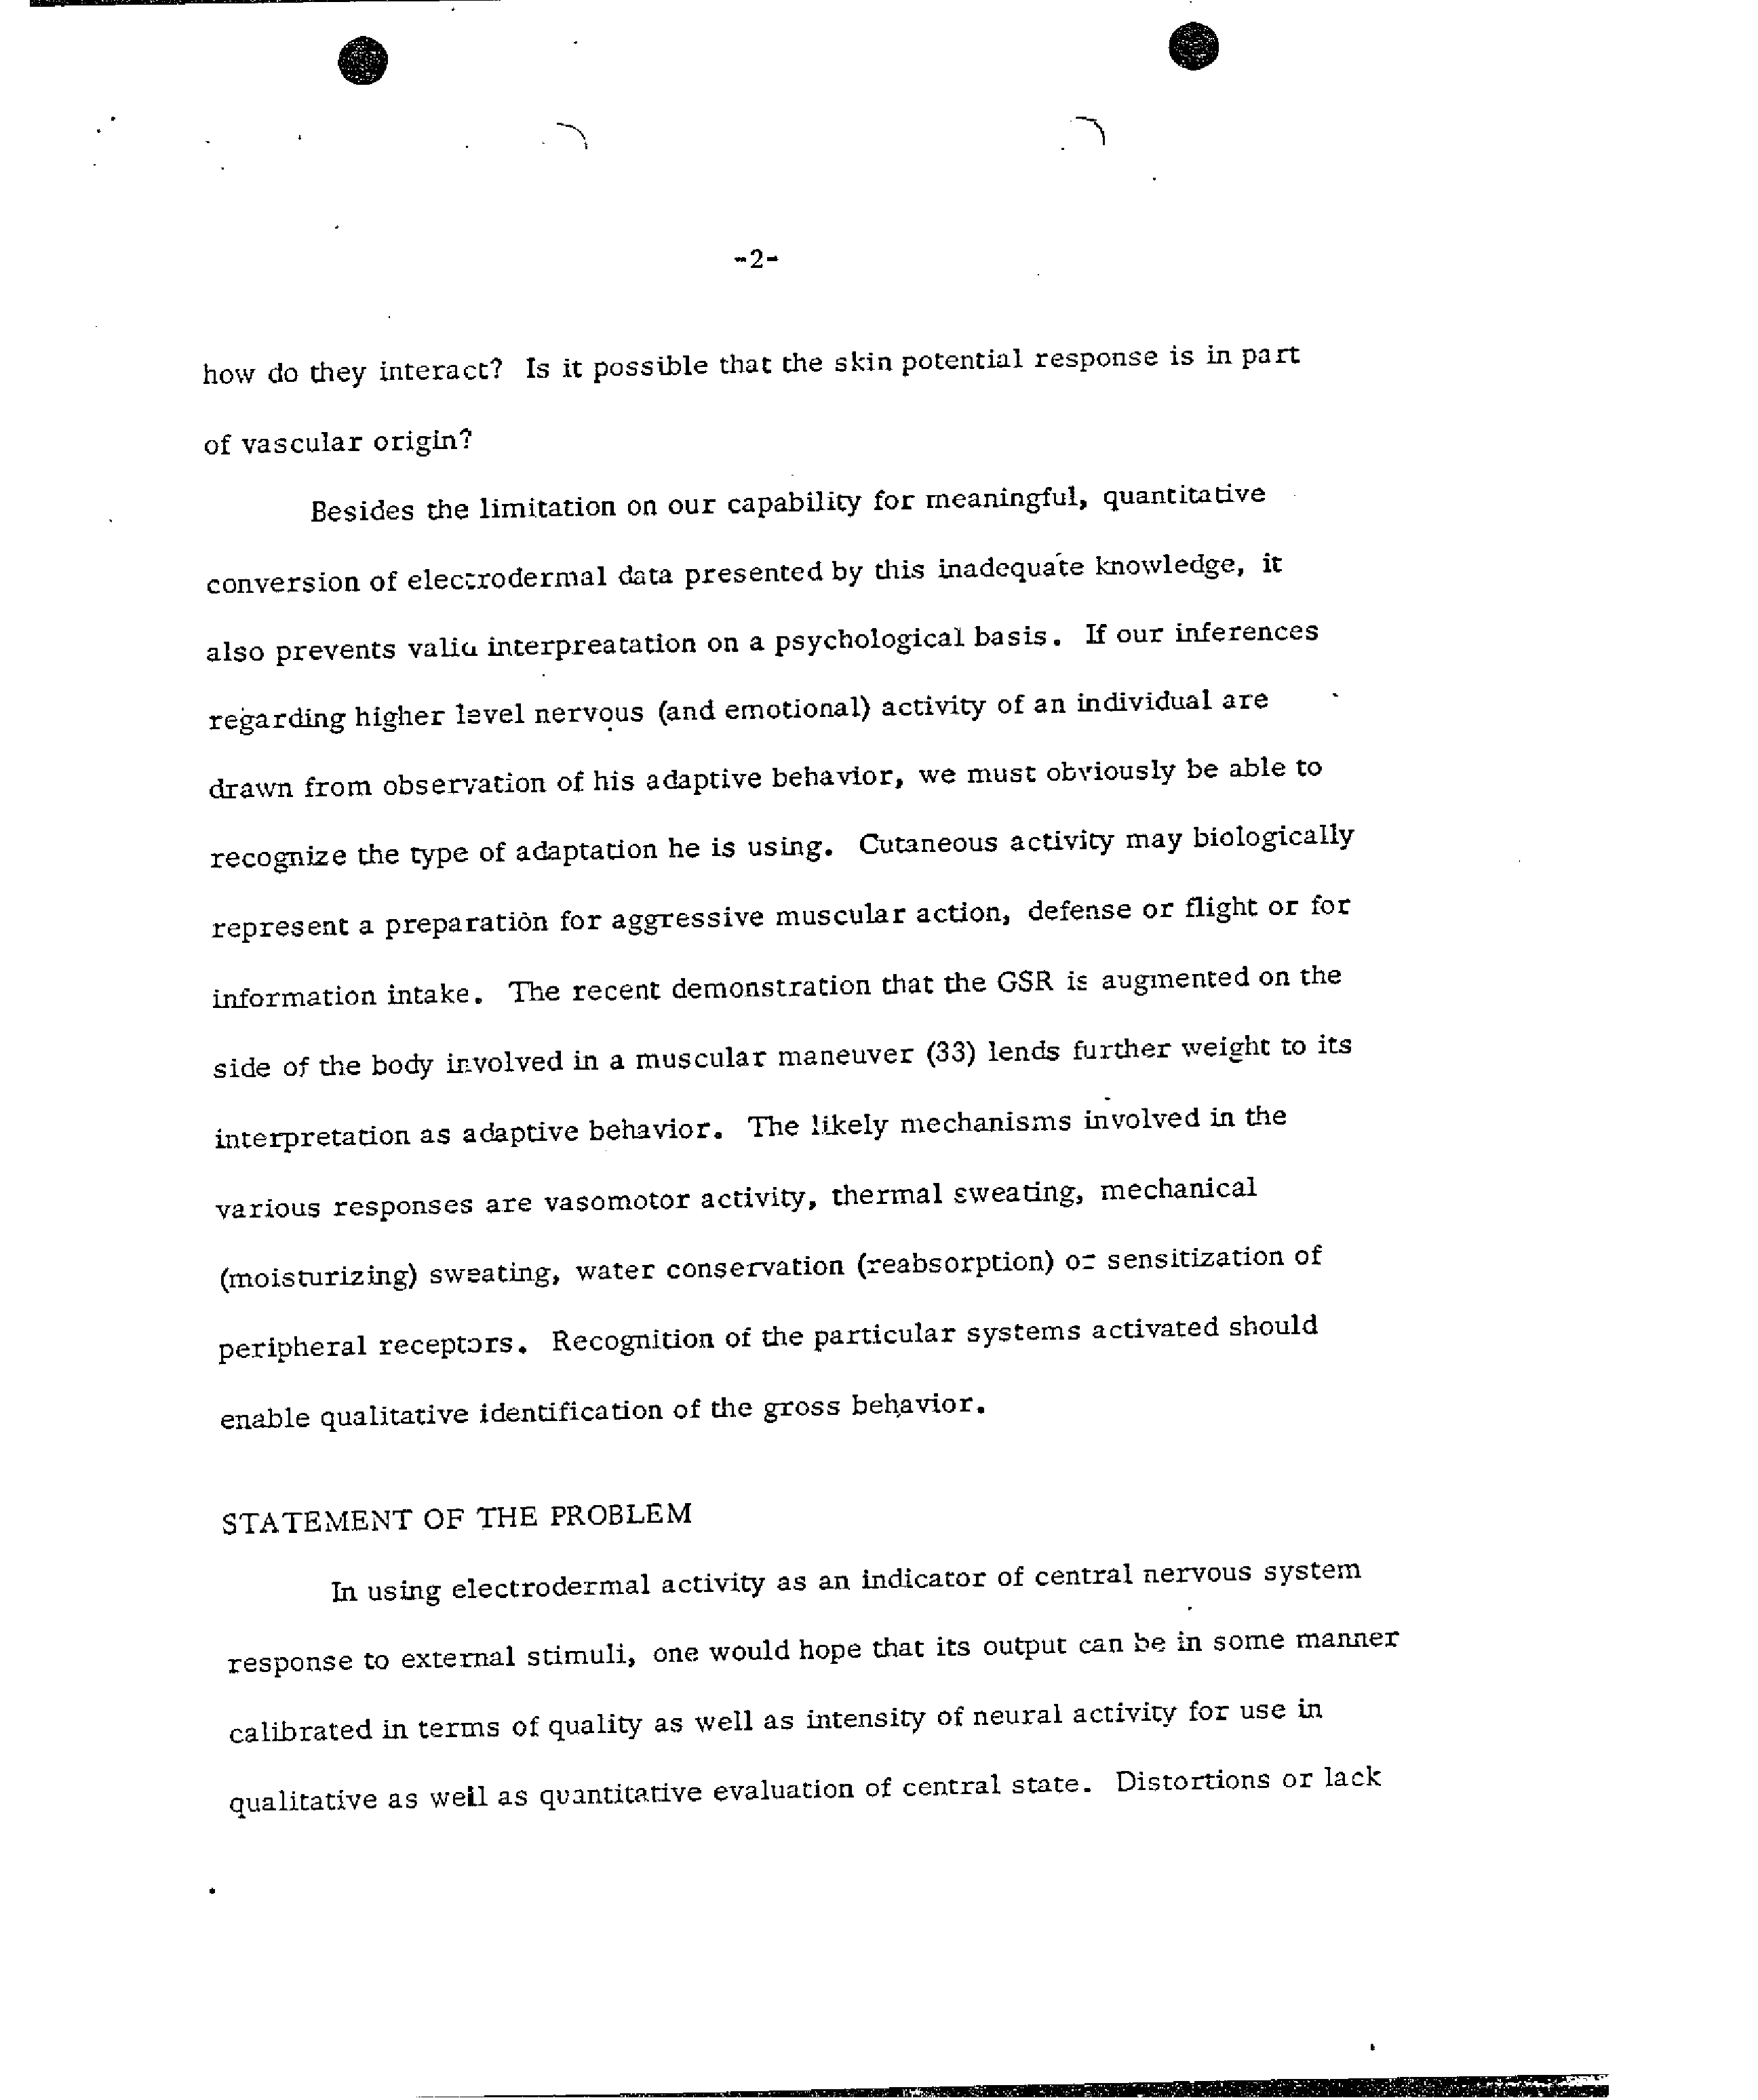 -2-
how do they interact? Is it possible that the skin potential response is in part
of vascular origin?
Besides the limitation on our capability for meaningful, quantitative
conversion of electrodermal data presented by this inadequate knowledge, it
also prevents valid interpreatation on a psychological basis. If our inferences
regarding higher level nervous (and emotional) activity of an individual are
drawn from observation of his adaptive behavior, we must obviously be able to
recognize the type of adaptation he is using. Cutaneous activity may biologically
represent a preparation for aggressive muscular action, defense or flight or for
information intake. The recent demonstration that the GSR is augmented on the
side of the body involved in a muscular maneuver (33) lends further weight to its
interpretation as adaptive behavior. The likely mechanisms involved in the
various responses are vasomotor activity, thermal sweating, mechanical
(moisturizing) sweating, water conservation (reabsorption) or sensitization of
peripheral receptors. Recognition of the particular systems activated should
enable qualitative identification of the gross behavior.
STATEMENT OF THE PROBLEM
In using electrodermal activity as an indicator of central nervous system
response to external stimuli, one would hope that its output can be in some manner
calibrated in terms of quality as well as intensity of neural activity for use in
qualitative as well as quantitative evaluation of central state. Distortions or lack